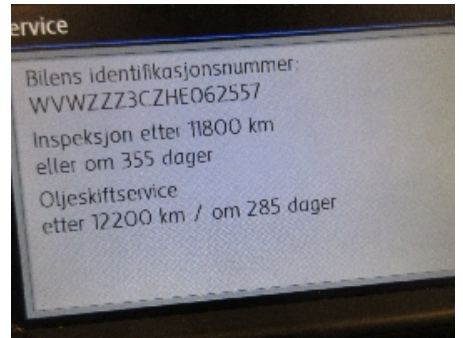 ervice
Bilens identifikasjonsnummer:
WVWZZZ3CZHE062557
Inspeksjon etter 11800 km
eller om 355 dager
Oljeskiftservice
etter 12200 km / om 285 dager